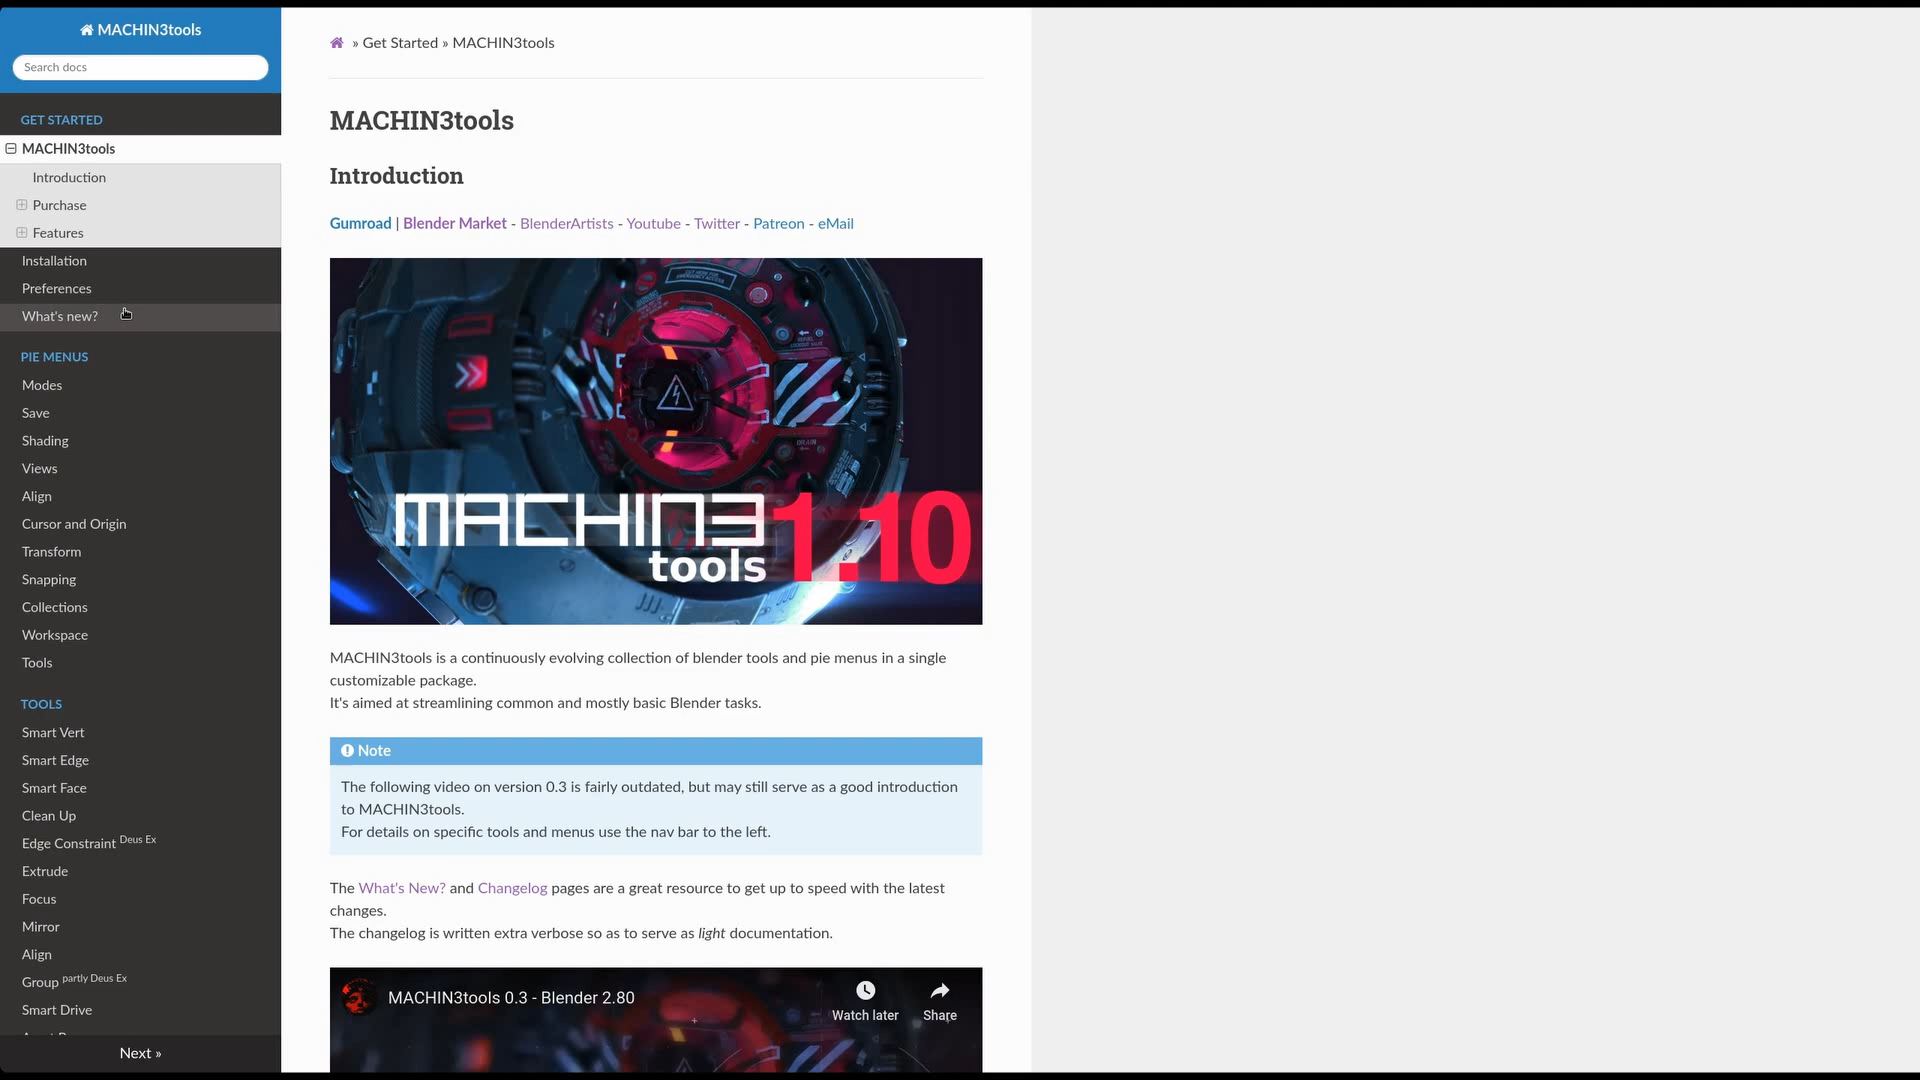 MACHIN3tools
Search docs
GET STARTED
MACHIN3tools
Introduction
Purchase
Features
Installation
Preferences
What's new?
PIE MENUS
Modes
Save
Shading
Views
Align
Cursor and Origin
Transform
Snapping
Collections
Workspace
Tools
TOOLS
Smart Vert
Smart Edge
Smart Face
Clean Up
Edge Constraint Deus Ex
Extrude
Focus
Mirror
Align
Group partly Deus Ex
Smart Drive
Next »
» Get Started » MACHIN3tools
MACHIN3tools
Introduction
Gumroad | Blender Market - BlenderArtists - Youtube - Twitter - Patreon - eMail
MACHIN3
tools
1.10
MACHIN3tools is a continuously evolving collection of blender tools and pie menus in a single
customizable package.
It's aimed at streamlining common and mostly basic Blender tasks.
Note
The following video on version 0.3 is fairly outdated, but may still serve as a good introduction
to MACHIN3tools.
For details on specific tools and menus use the nav bar to the left.
The What's New? and Changelog pages are a great resource to get up to speed with the latest
changes.
The changelog is written extra verbose so as to serve as light documentation.
MACHIN3tools 0.3 - Blender 2.80
Watch later
Share